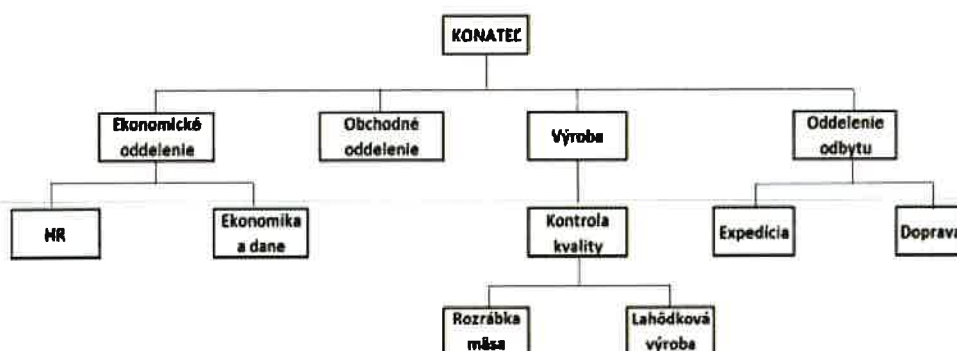 KONATEĽ
Ekonomické
oddelenie
Obchodné
oddelenie
Výroba
Oddelenie
odbytu
HR
Ekonomika
a dane
Kontrola
kvality
Expedícia
Doprava
Rozrábka
mäsa
Lahôdková
výroba